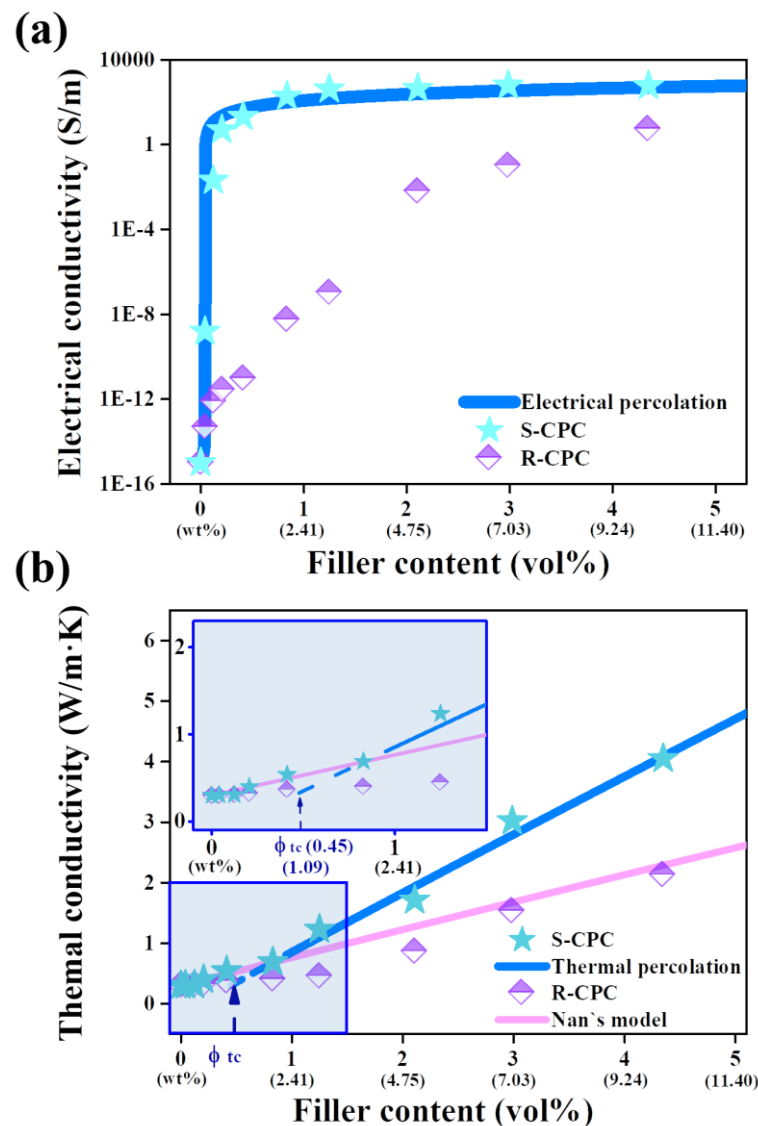 (a)
Electrical conductivity (S/m)
10000
1
1E-4
1E-8
1E-12
1E-16
Electrical percolation
S-CPC
R-CPC
0 1 2 3 4 5
(wt%) (2.41) (4.75) (7.03) (9.24) (11.40)
Filler content (vol%)
(b)
Themal conductivity (W/m·K)
6
5
4
3
2
1
0
2
1
0
ϕ tc (0.45)
0 1
(wt%) (1.09) (2.41)
S-CPC
Thermal percolation
R-CPC
Nan`s model
ϕ tc
0 1 2 3 4 5
(wt%) (2.41) (4.75) (7.03) (9.24) (11.40)
Filler content (vol%)